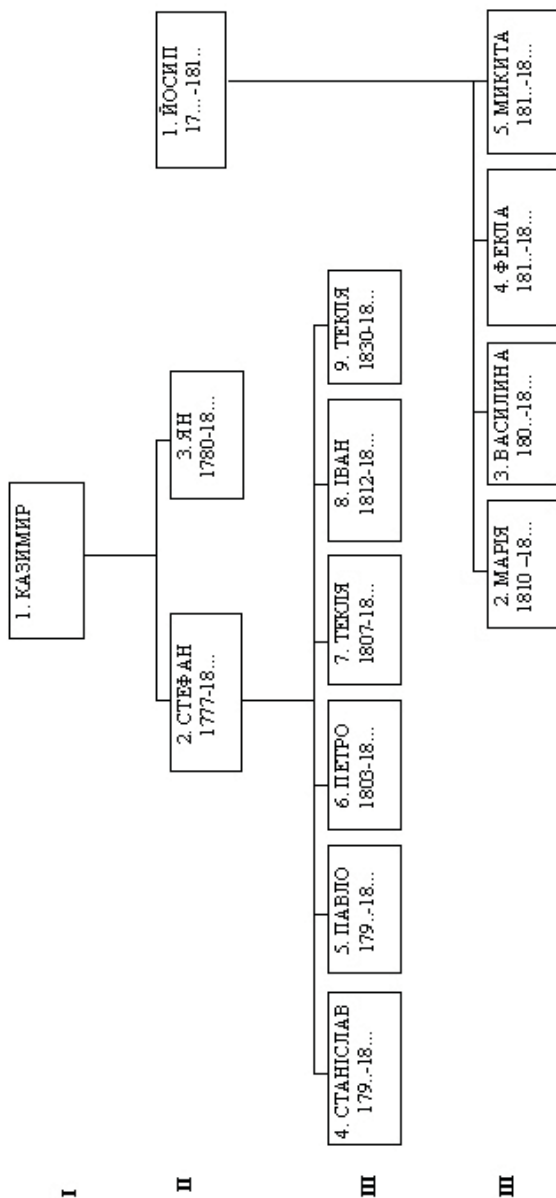 I
1. КАЗИМИР
II
2. СТЕФАН
1777-18...
3. ЯН
1780-18...
1. ЙОСИП
17....-181..
III
4. СТАНІСЛАВ
179..-18...
5. ПАВЛО
179..-18...
6. ПЕТРО
1803-18...
7. ТЕКЛЯ
1807-18...
8. ІВАН
1812-18...
9. ТЕКЛЯ
1830-18...
III
2. МАРІЯ
1810 –18...
3. ВАСИЛИНА
180..-18...
4. ФЕКЛА
181..-18...
5. МИКИТА
181..-18...